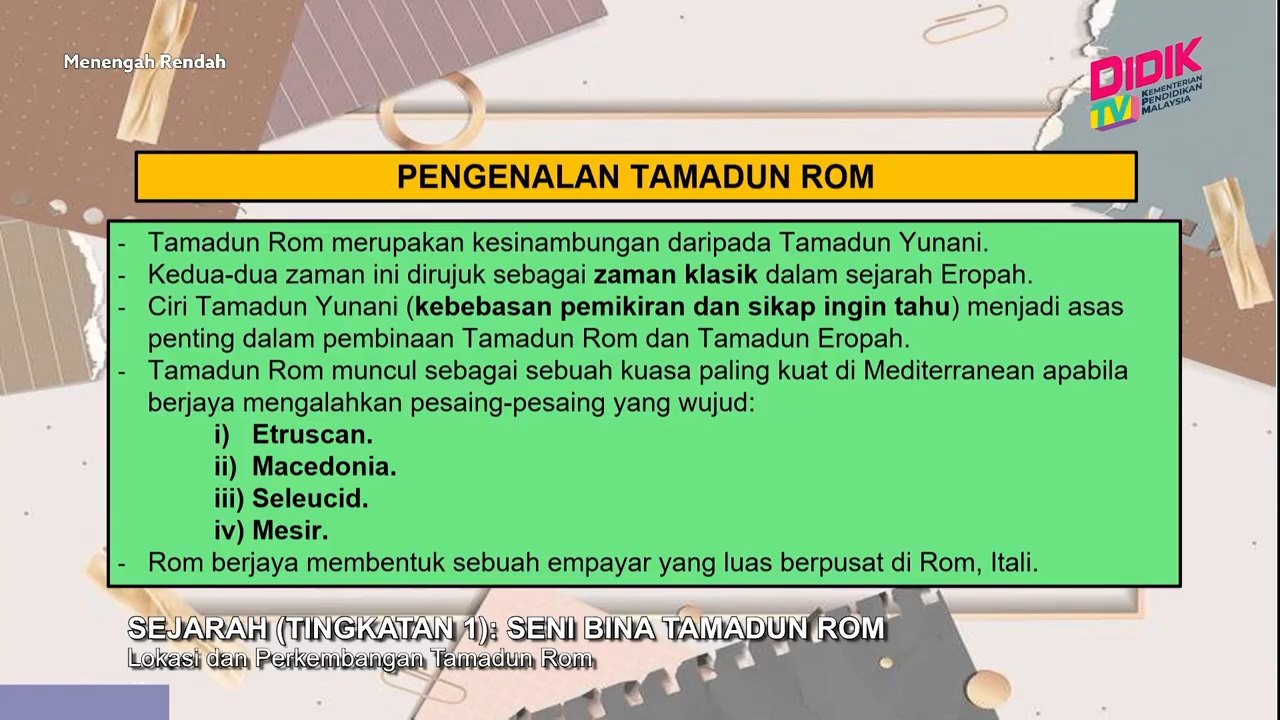 Menengah Rendah
DIDIK
TV
KEMENTERIAN
PENDIDIKAN
MALAYSIA
PENGENALAN TAMADUN ROM
- Tamadun Rom merupakan kesinambungan daripada Tamadun Yunani.
- Kedua-dua zaman ini dirujuk sebagai zaman klasik dalam sejarah Eropah.
- Ciri Tamadun Yunani (kebebasan pemikiran dan sikap ingin tahu) menjadi asas
penting dalam pembinaan Tamadun Rom dan Tamadun Eropah.
- Tamadun Rom muncul sebagai sebuah kuasa paling kuat di Mediterranean apabila
berjaya mengalahkan pesaing-pesaing yang wujud:
i) Etruscan.
ii) Macedonia.
iii) Seleucid.
iv) Mesir.
- Rom berjaya membentuk sebuah empayar yang luas berpusat di Rom, Itali.
SEJARAH (TINGKATAN 1): SENI BINA TAMADUN ROM
Lokasi dan Perkembangan Tamadun Rom